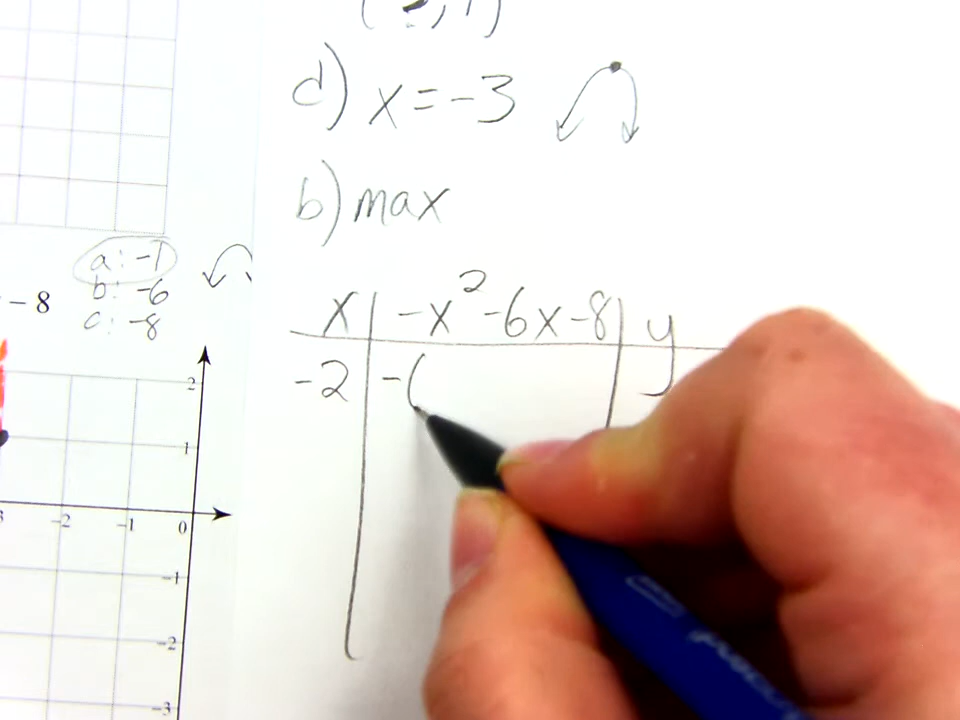 d) x = -3
b) max
- 8
a: -1
b: -6
c: -8
x | -x² -6x -8 | y
-2 | -(
2
1
-2 -1 0
-1
-2
-3